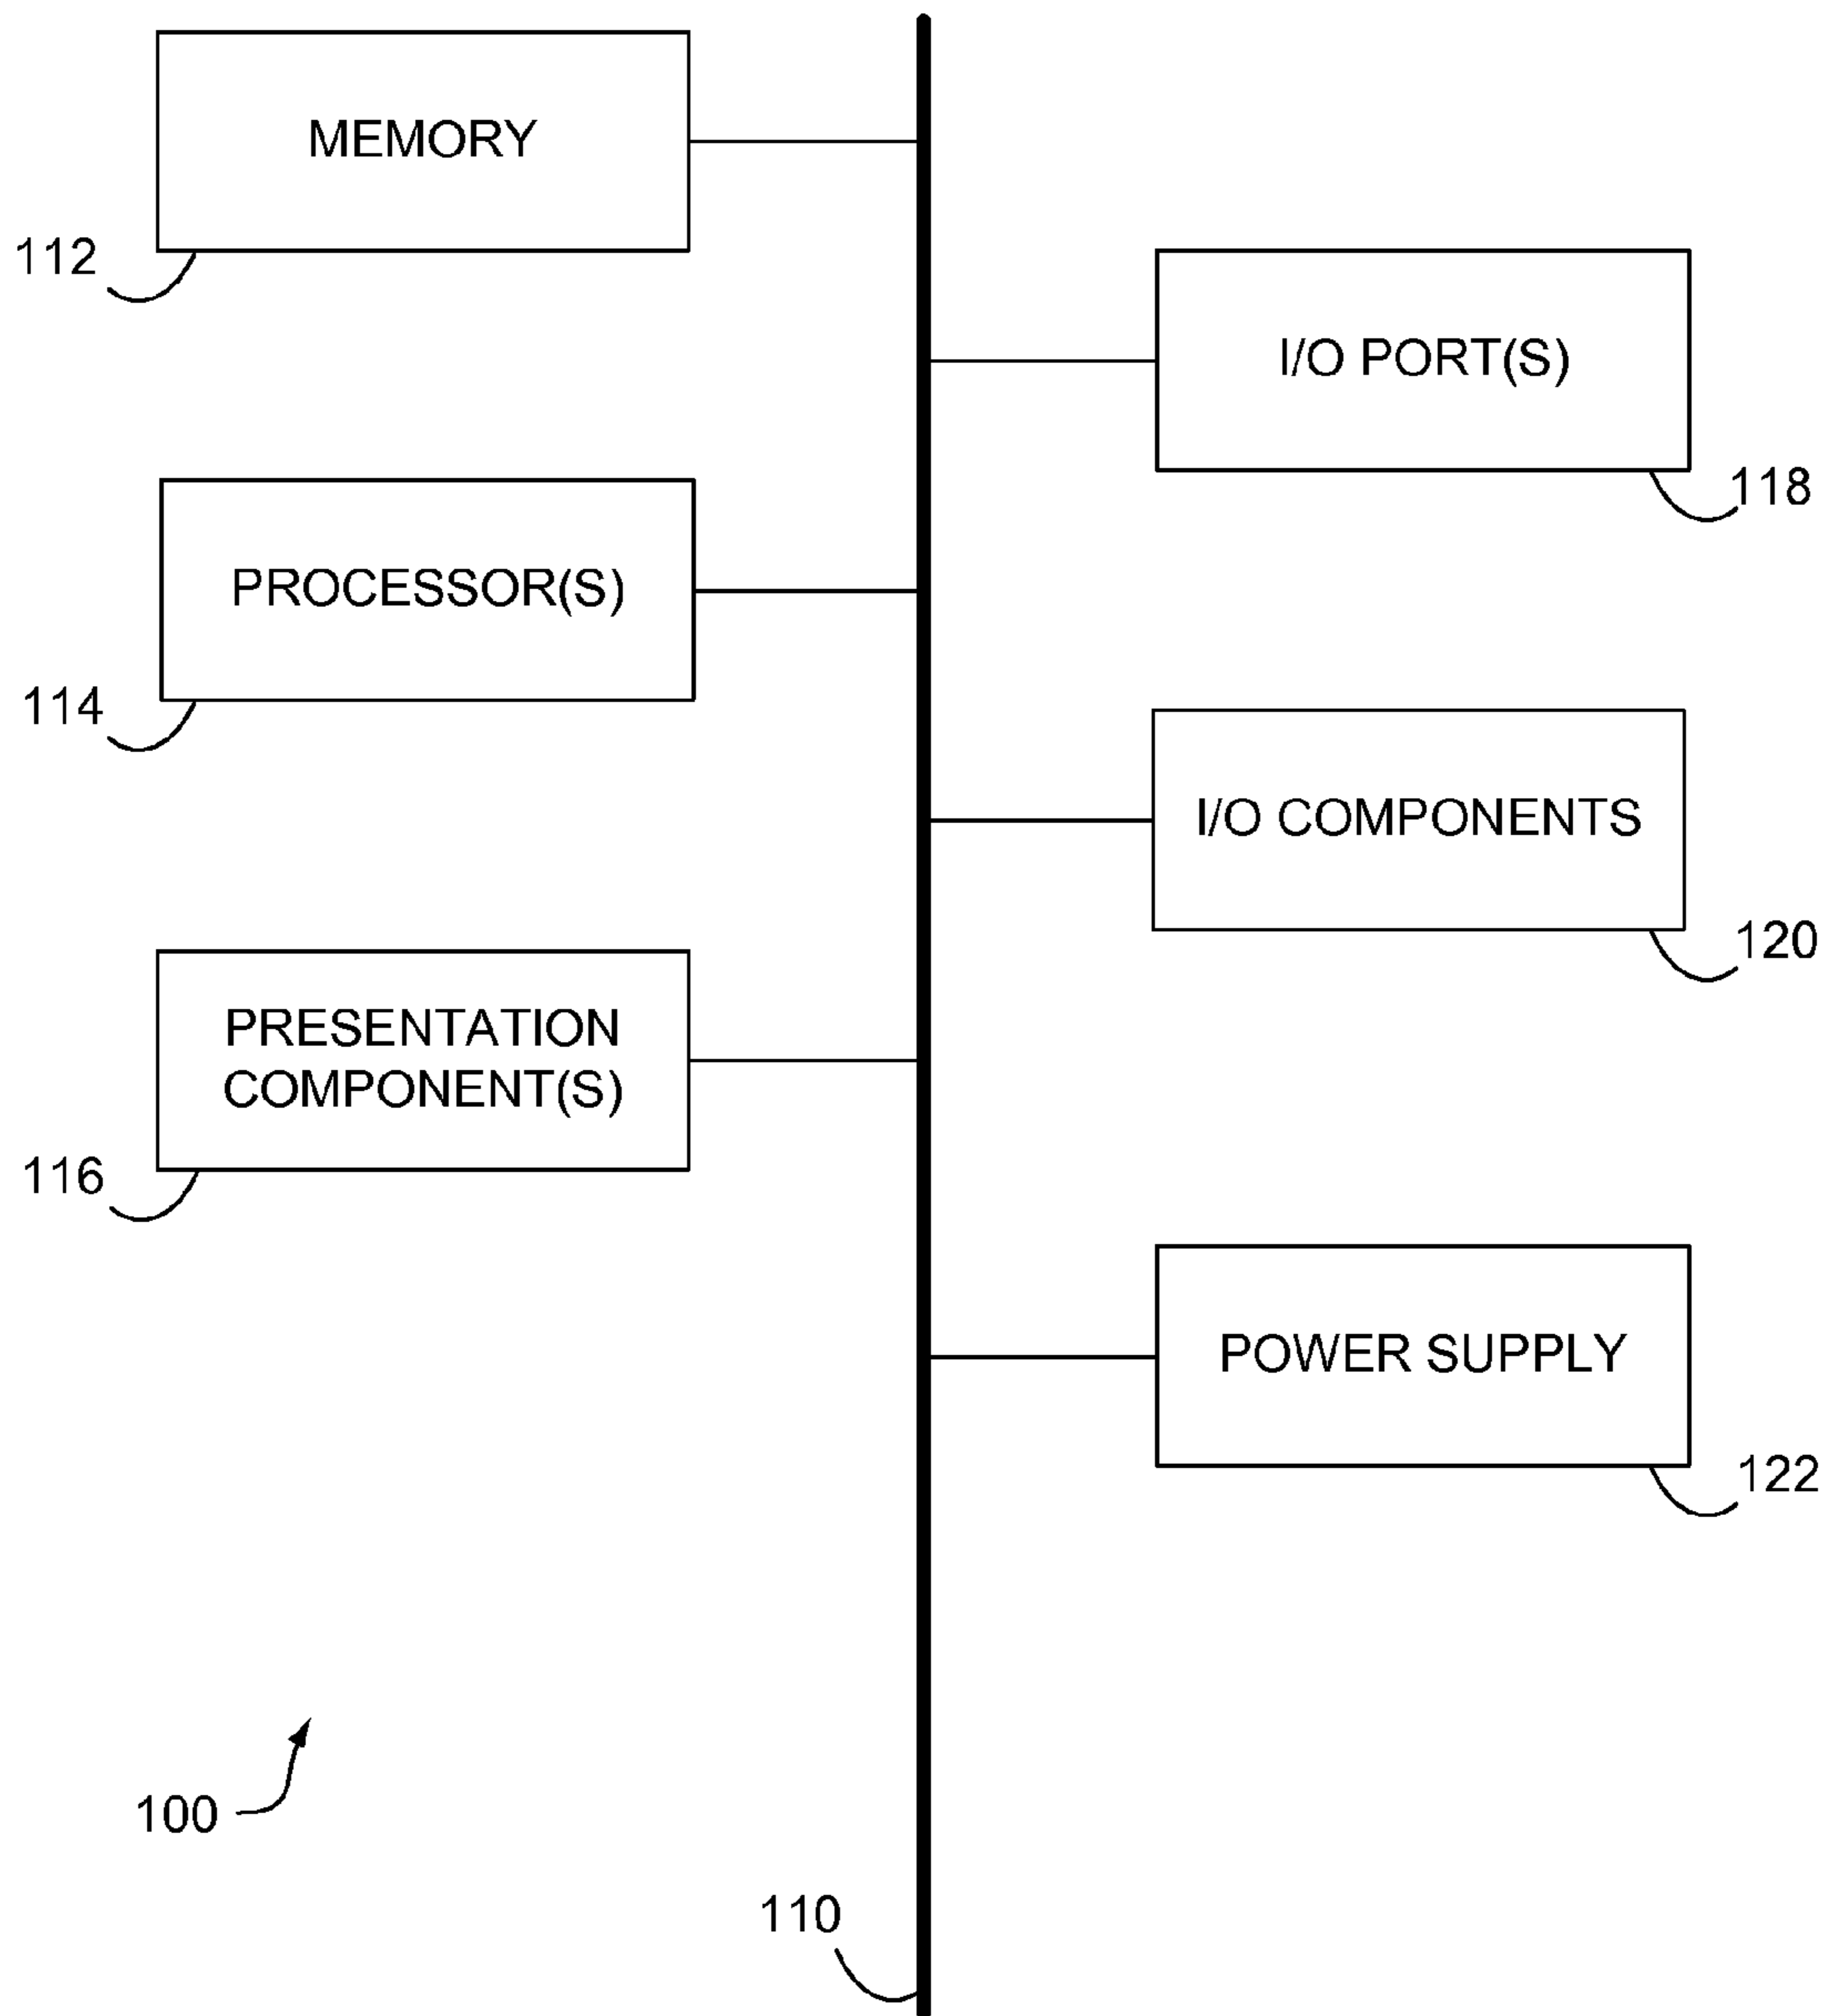 MEMORY
112
I/O PORT(S)
118
PROCESSOR(S)
114
I/O COMPONENTS
120
PRESENTATION
COMPONENT(S)
116
POWER SUPPLY
122
100
110